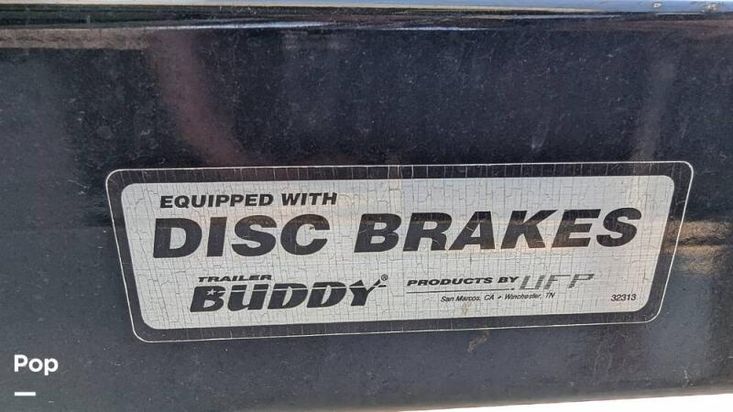 EQUIPPED WITH
DISC BRAKES
TRAILER
BUDDY® PRODUCTS BY UFP
San Marcos, CA • Winchester, TN 32313
Pop